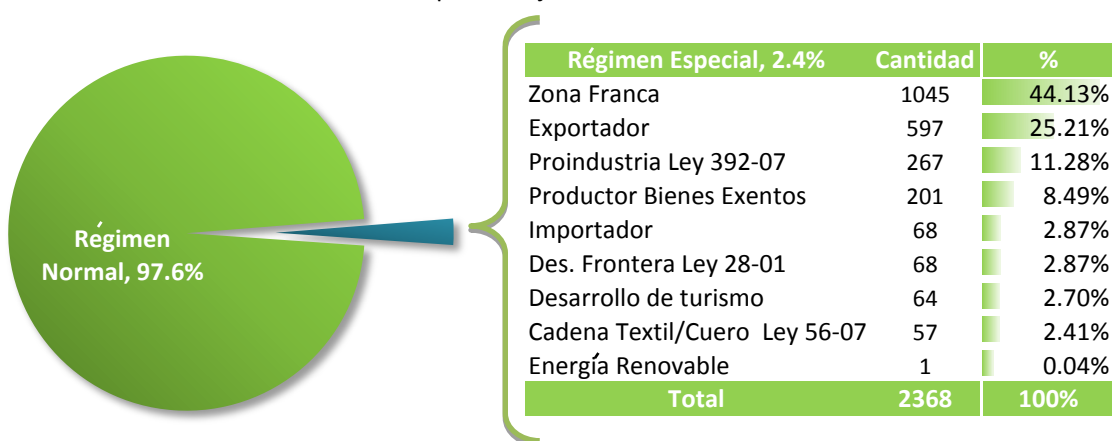 Régimen
Normal, 97.6%
Régimen Especial, 2.4% Cantidad %
Zona Franca 1045 44.13%
Exportador 597 25.21%
Proindustria Ley 392-07 267 11.28%
Productor Bienes Exentos 201 8.49%
Importador 68 2.87%
Des. Frontera Ley 28-01 68 2.87%
Desarrollo de turismo 64 2.70%
Cadena Textil/Cuero Ley 56-07 57 2.41%
Energía Renovable 1 0.04%
Total 2368 100%